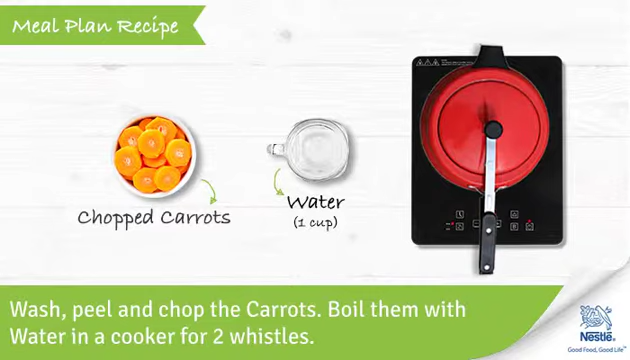 Meal Plan Recipe
Chopped Carrots
Water
(1 cup)
Wash, peel and chop the Carrots. Boil them with
Water in a cooker for 2 whistles.
Nestlé
Good Food, Good Life™